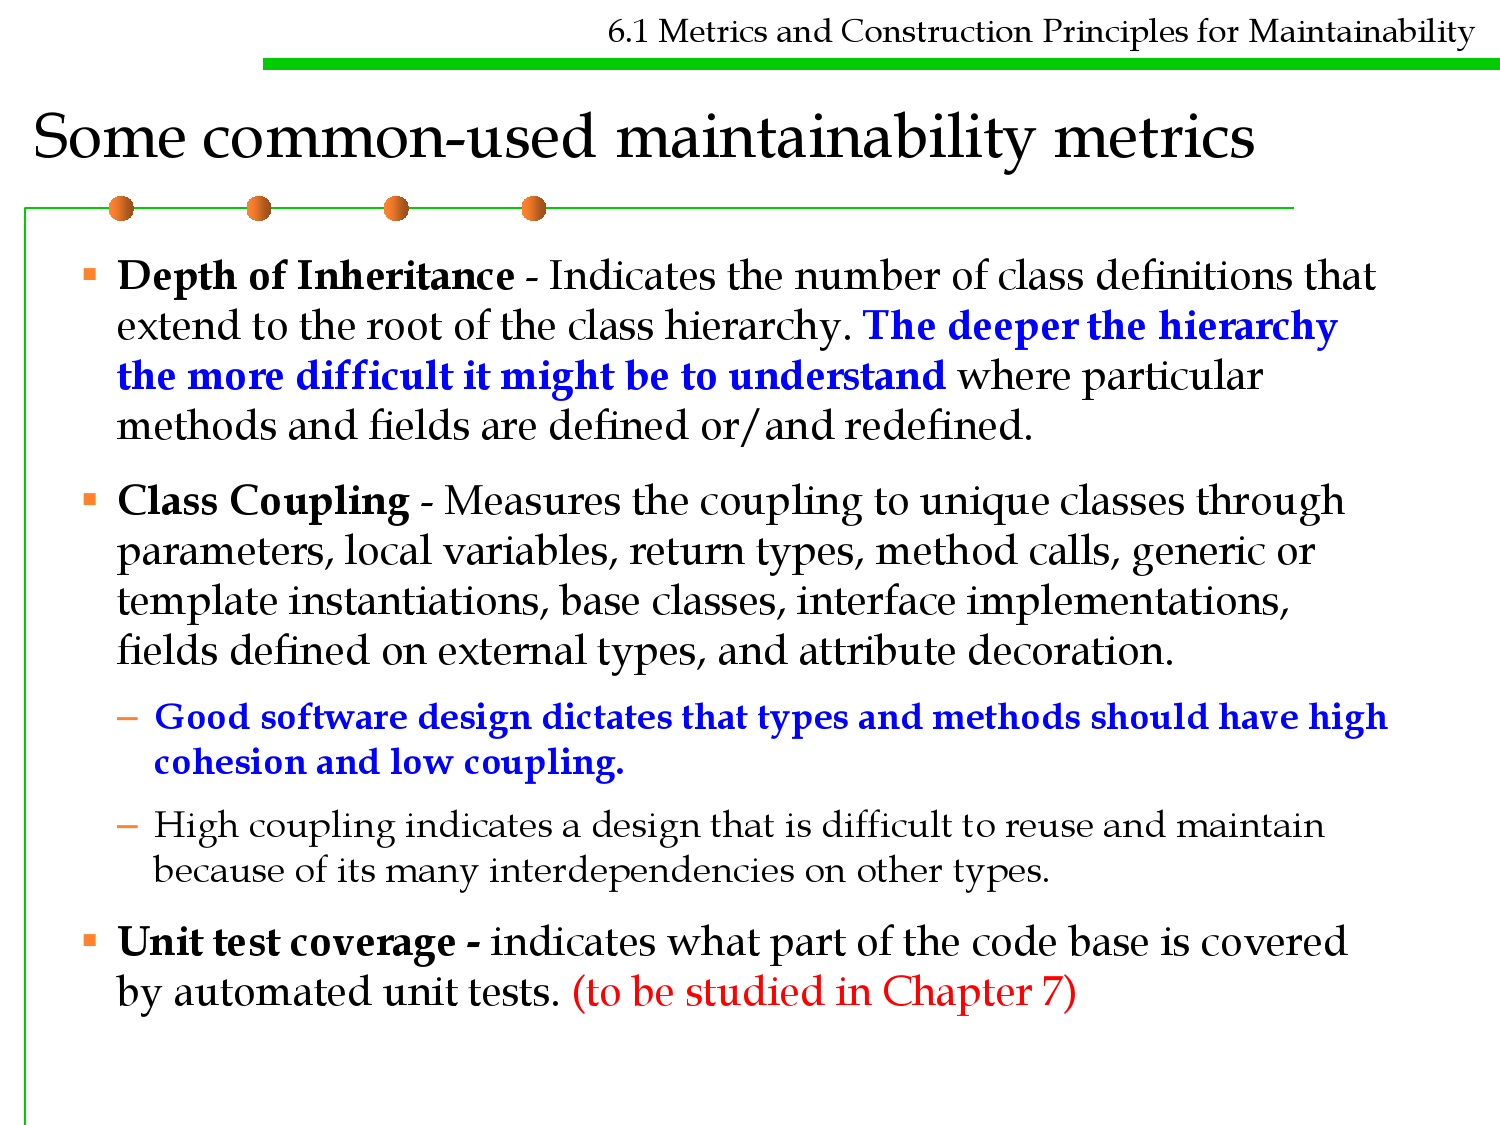 6.1 Metrics and Construction Principles for Maintainability
Some common-used maintainability metrics
▪ Depth of Inheritance - Indicates the number of class definitions that
extend to the root of the class hierarchy. The deeper the hierarchy
the more difficult it might be to understand where particular
methods and fields are defined or/and redefined.
▪ Class Coupling - Measures the coupling to unique classes through
parameters, local variables, return types, method calls, generic or
template instantiations, base classes, interface implementations,
fields defined on external types, and attribute decoration.
– Good software design dictates that types and methods should have high
cohesion and low coupling.
– High coupling indicates a design that is difficult to reuse and maintain
because of its many interdependencies on other types.
▪ Unit test coverage - indicates what part of the code base is covered
by automated unit tests. (to be studied in Chapter 7)